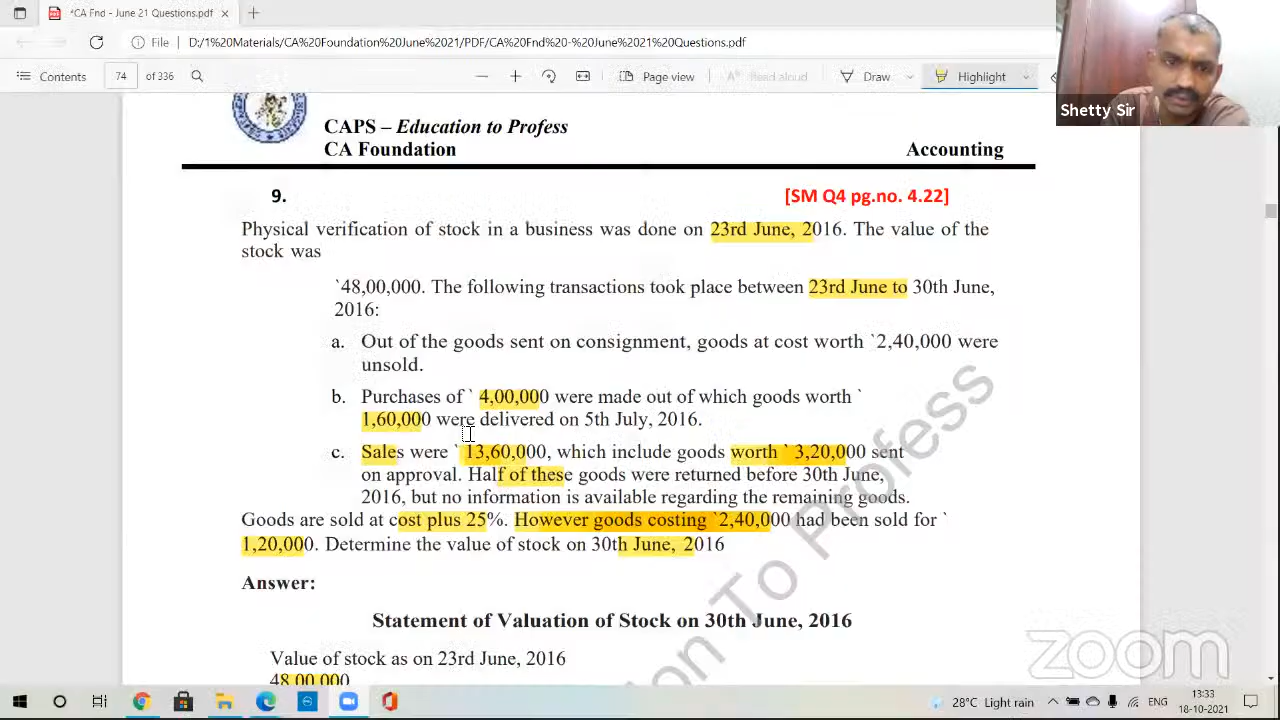 *CA Fnd - June 21 Questions.pdf
File D:/1%20Materials/CA%20Foundation%20June%202021/PDF/CA%20Fnd%20-%20June%2021%20Questions.pdf
Contents 74 of 336 Page view Read aloud Draw Highlight
Shetty Sir
CAPS – Education to Profess
CA Foundation Accounting
9. [SM Q4 pg.no. 4.22]
Physical verification of stock in a business was done on 23rd June, 2016. The value of the
stock was
`48,00,000. The following transactions took place between 23rd June to 30th June,
2016:
a. Out of the goods sent on consignment, goods at cost worth `2,40,000 were
unsold.
b. Purchases of ` 4,00,000 were made out of which goods worth `
1,60,000 were delivered on 5th July, 2016.
c. Sales were ` 13,60,000, which include goods worth ` 3,20,000 sent
on approval. Half of these goods were returned before 30th June,
2016, but no information is available regarding the remaining goods.
Goods are sold at cost plus 25%. However goods costing `2,40,000 had been sold for `
1,20,000. Determine the value of stock on 30th June, 2016
Answer:
Statement of Valuation of Stock on 30th June, 2016
Value of stock as on 23rd June, 2016
48,00,000
ion To Profess
zoom
28°C Light rain ENG 13:33
18-10-2021